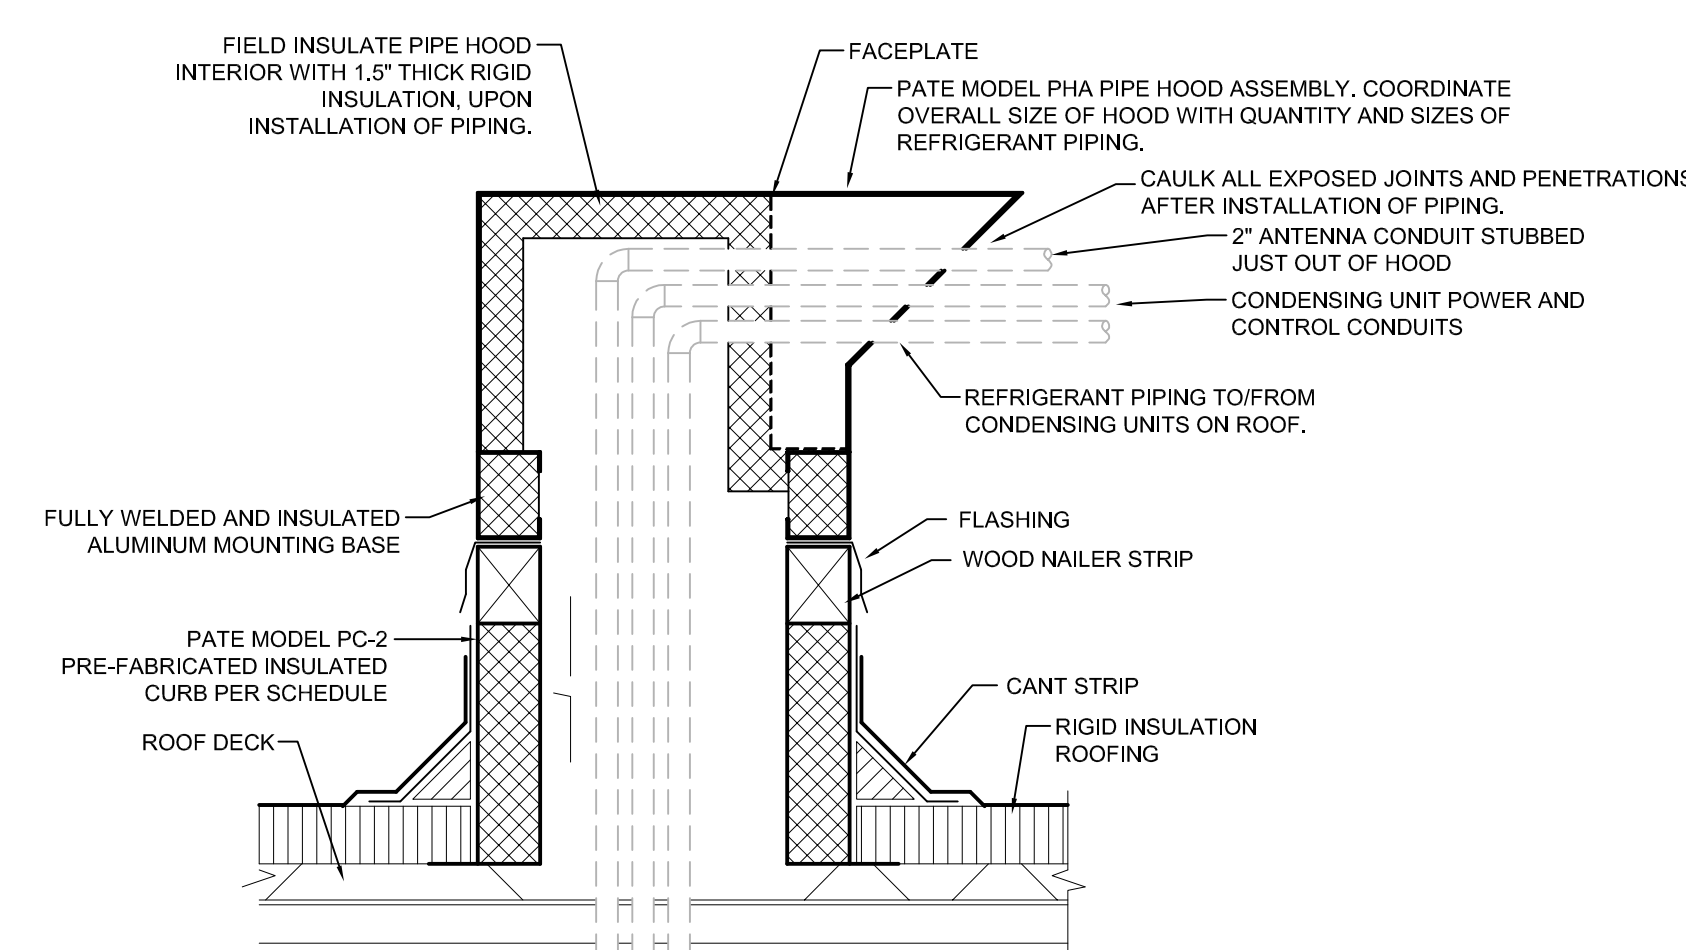 FIELD INSULATE PIPE HOOD
INTERIOR WITH 1.5" THICK RIGID
INSULATION, UPON
INSTALLATION OF PIPING.
FACEPLATE
PATE MODEL PHA PIPE HOOD ASSEMBLY. COORDINATE
OVERALL SIZE OF HOOD WITH QUANTITY AND SIZES OF
REFRIGERANT PIPING.
CAULK ALL EXPOSED JOINTS AND PENETRATIONS
AFTER INSTALLATION OF PIPING.
2" ANTENNA CONDUIT STUBBED
JUST OUT OF HOOD
CONDENSING UNIT POWER AND
CONTROL CONDUITS
REFRIGERANT PIPING TO/FROM
CONDENSING UNITS ON ROOF.
FULLY WELDED AND INSULATED
ALUMINUM MOUNTING BASE
FLASHING
WOOD NAILER STRIP
PATE MODEL PC-2
PRE-FABRICATED INSULATED
CURB PER SCHEDULE
CANT STRIP
RIGID INSULATION
ROOFING
ROOF DECK